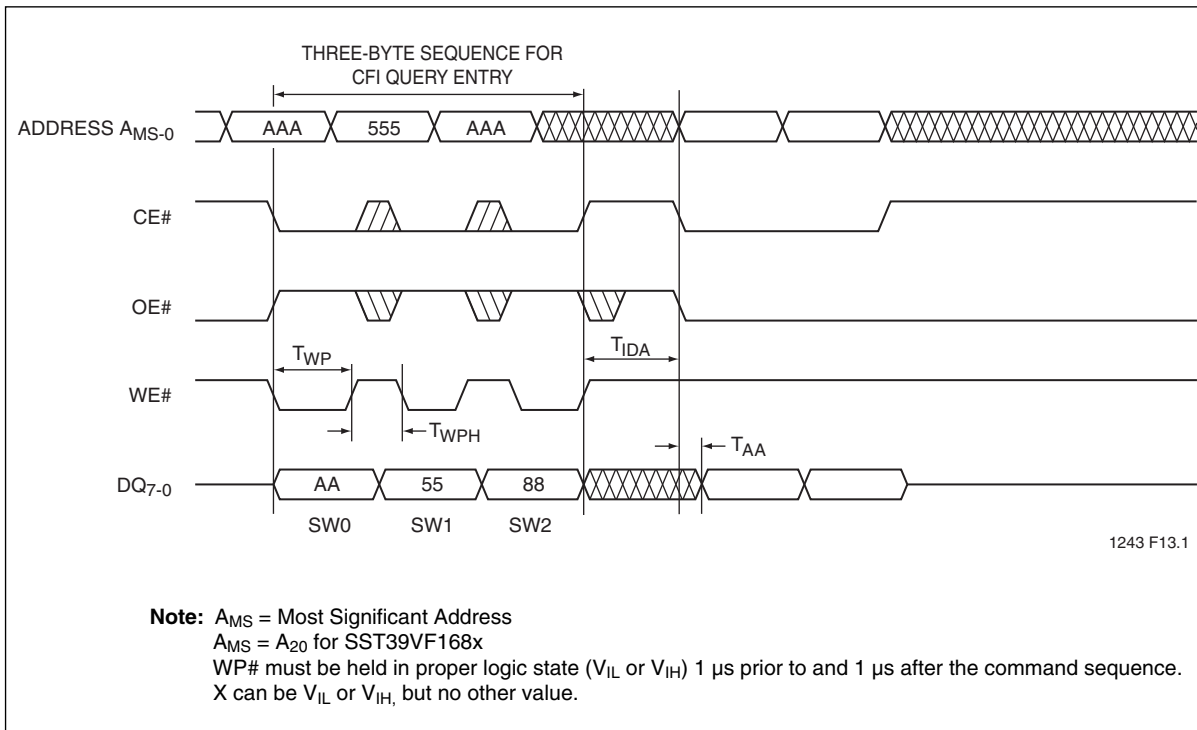 THREE-BYTE SEQUENCE FOR
CFI QUERY ENTRY
ADDRESS AMS-0
AAA 555 AAA
CE#
OE#
TWP
TIDA
WE#
TWPH
TAA
DQ7-0
AA 55 88
SW0 SW1 SW2
1243 F13.1
Note: AMS = Most Significant Address
AMS = A20 for SST39VF168x
WP# must be held in proper logic state (VIL or VIH) 1 µs prior to and 1 µs after the command sequence.
X can be VIL or VIH, but no other value.